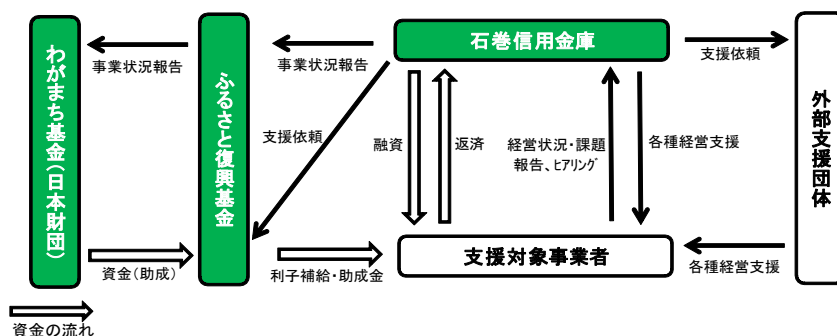 わがまち基金（日本財団）
事業状況報告
ふるさと復興基金
事業状況報告
石巻信用金庫
支援依頼
外部支援団体
支援依頼
融資
返済
経営状況・課題
報告、ﾋｱﾘﾝｸﾞ
各種経営支援
資金（助成）
利子補給・助成金
支援対象事業者
各種経営支援
資金の流れ